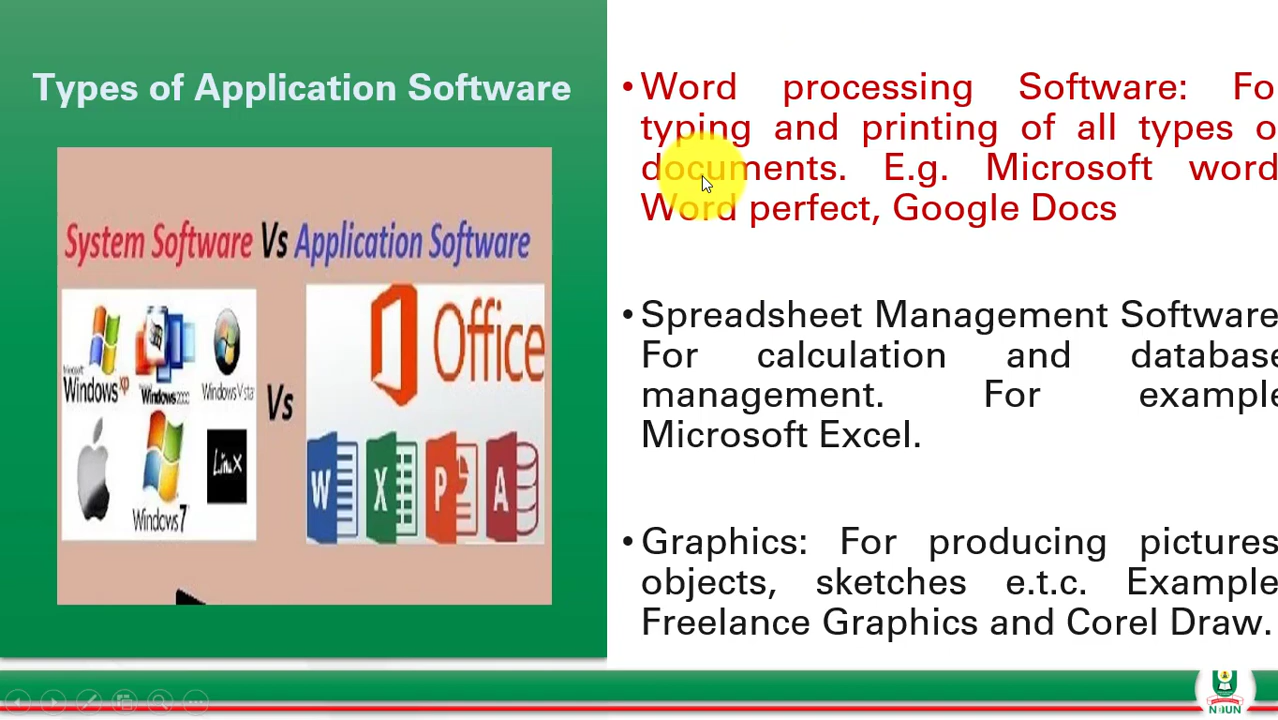 Types of Application Software
System Software Vs Application Software
Office
Windows xp
Windows 2000
Windows Vista
Vs
Linux
Windows 7
W
X
P
A
•Word processing Software: Fo
typing and printing of all types o
documents. E.g. Microsoft word
Word perfect, Google Docs
•Spreadsheet Management Software
For calculation and database
management. For example
Microsoft Excel.
•Graphics: For producing pictures
objects, sketches e.t.c. Example
Freelance Graphics and Corel Draw.
NOUN